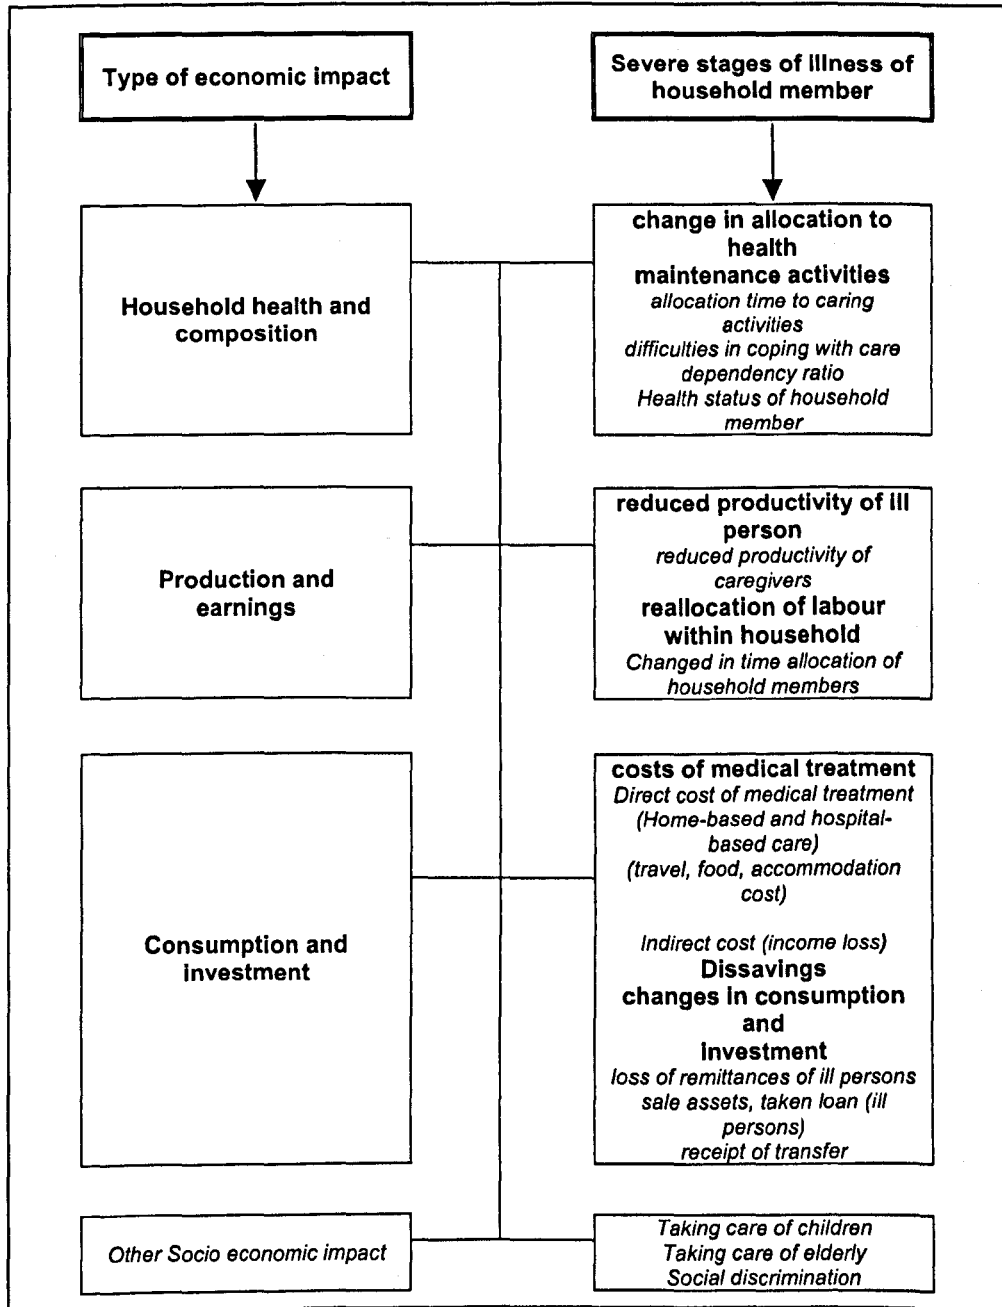 Type of economic impact
Severe stages of illness of
household member
Household health and
composition
change in allocation to
health
maintenance activities
allocation time to caring
activities
difficulties in coping with care
dependency ratio
Health status of household
member
Production and
earnings
reduced productivity of ill
person
reduced productivity of
caregivers
reallocation of labour
within household
Changed in time allocation of
household members
Consumption and
investment
costs of medical treatment
Direct cost of medical treatment
(Home-based and hospital-
based care)
(travel, food, accommodation
cost)
Indirect cost (income loss)
Dissavings
changes in consumption
and
investment
loss of remittances of ill persons
sale assets, taken loan (ill
persons)
receipt of transfer
Other Socio economic impact
Taking care of children
Taking care of elderly
Social discrimination